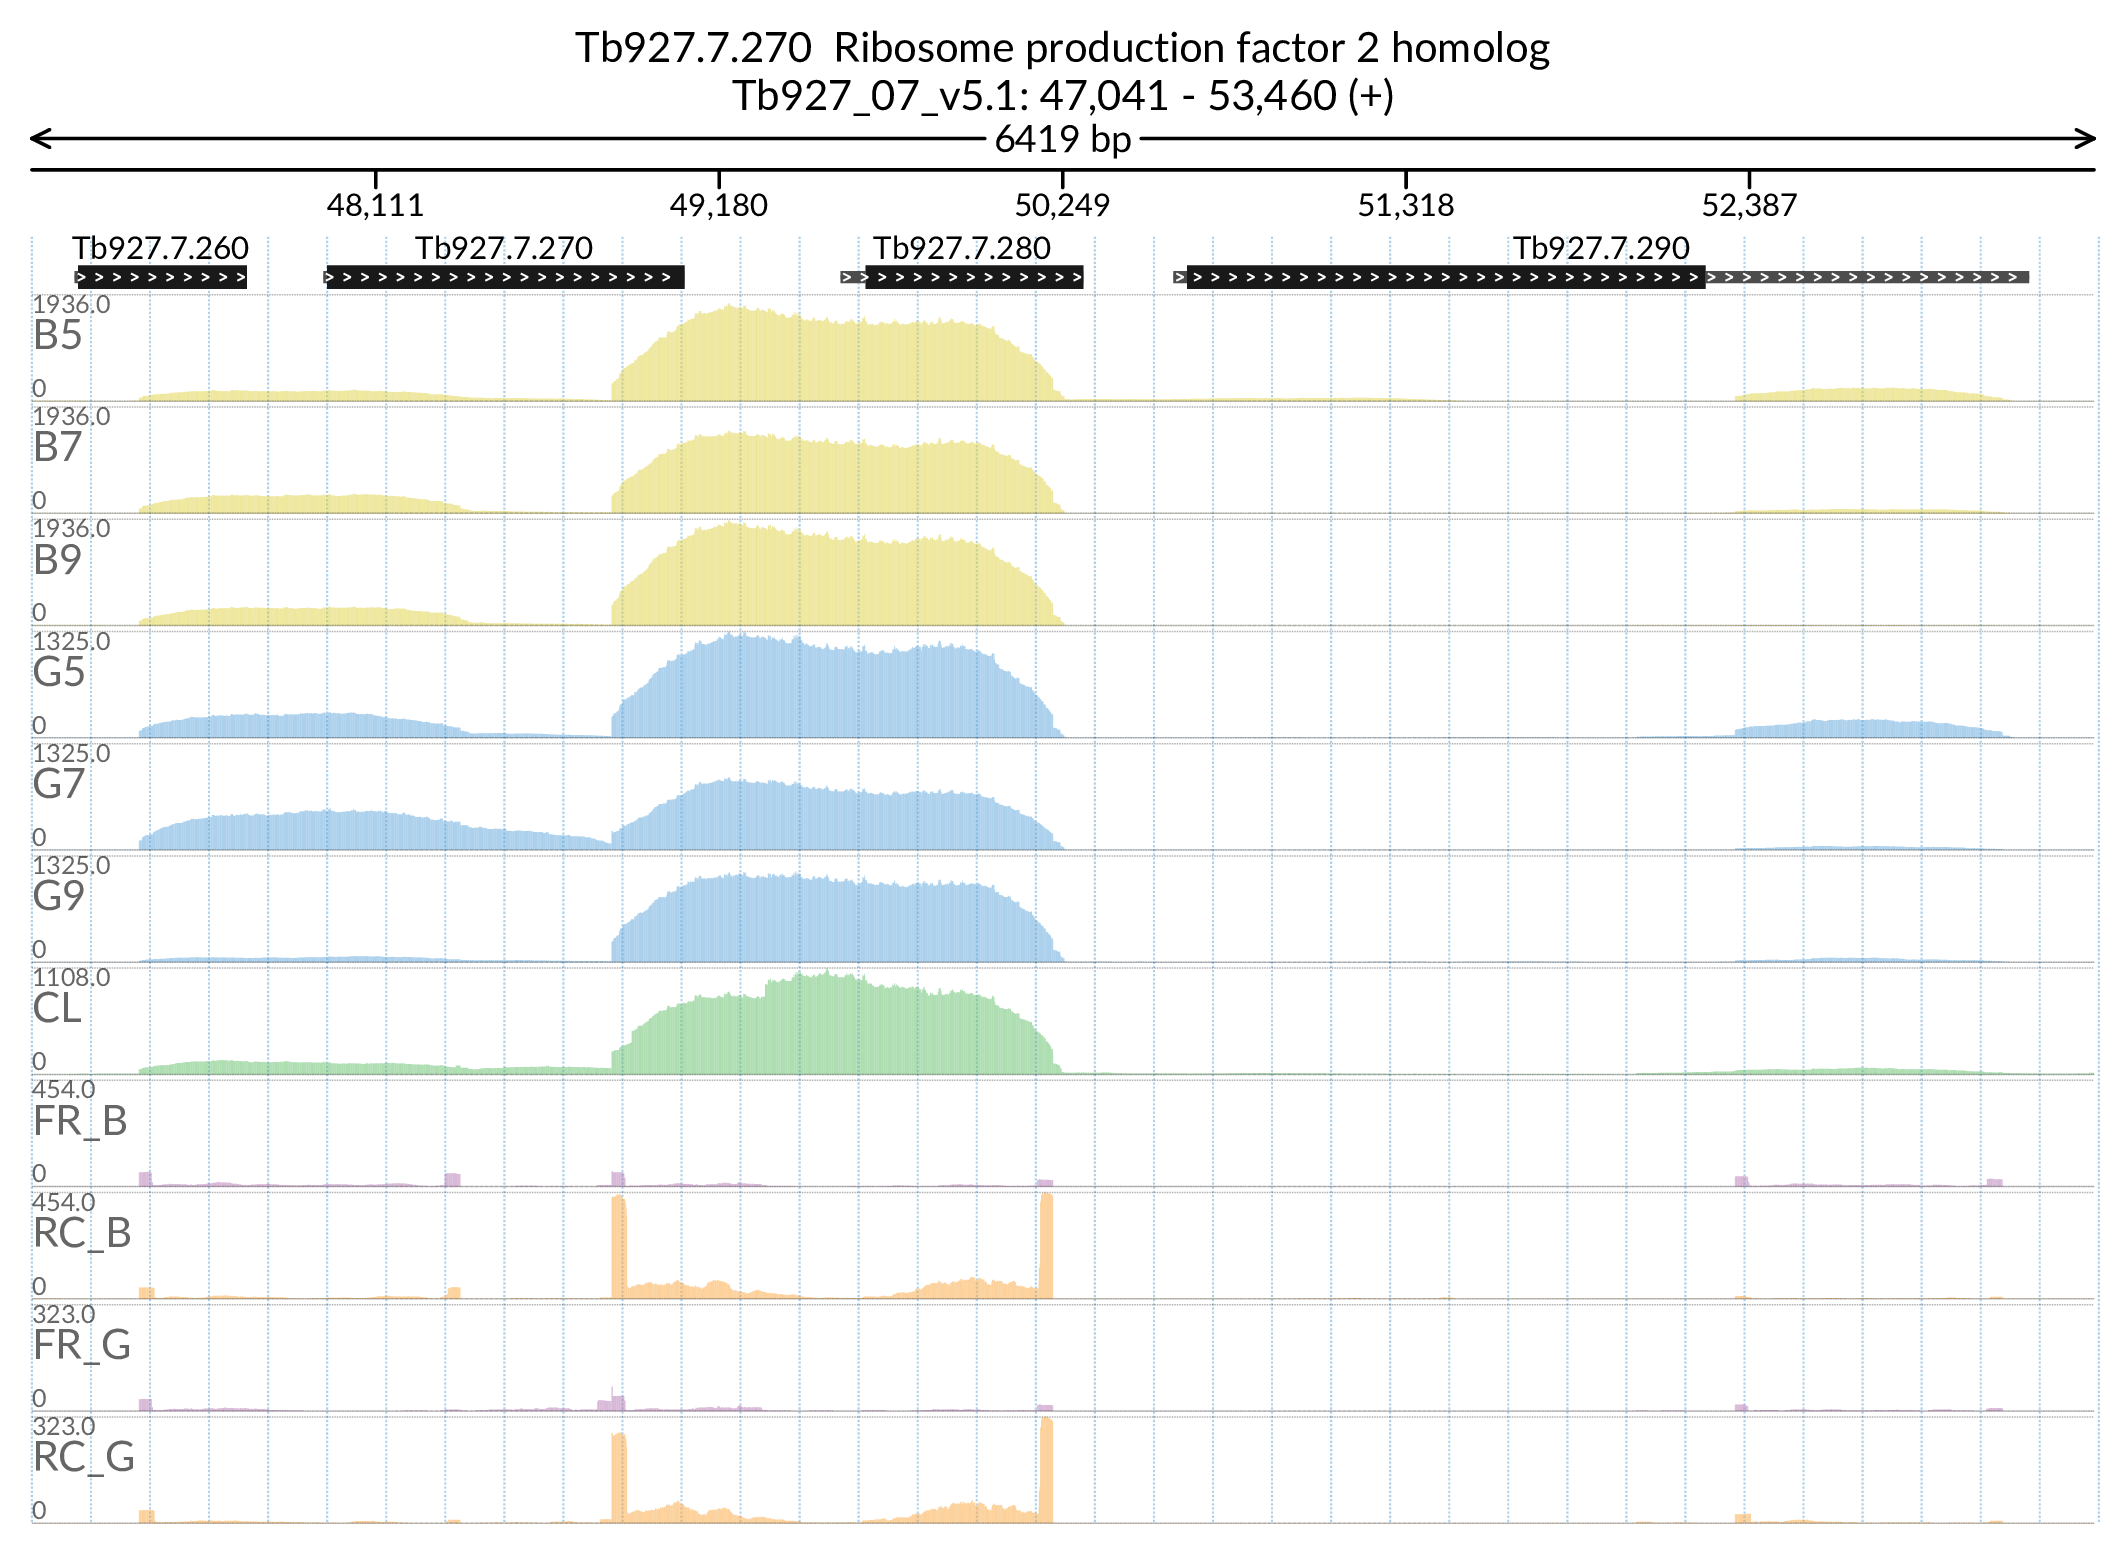 Tb927.7.270 Ribosome production factor 2 homolog
Tb927_07_v5.1: 47,041 - 53,460 (+)
6419 bp
48,111 49,180 50,249 51,318 52,387
Tb927.7.260 Tb927.7.270 Tb927.7.280 Tb927.7.290
1936.0
B5
0
1936.0
B7
0
1936.0
B9
0
1325.0
G5
0
1325.0
G7
0
1325.0
G9
0
1108.0
CL
0
454.0
FR_B
0
454.0
RC_B
0
323.0
FR_G
0
323.0
RC_G
0